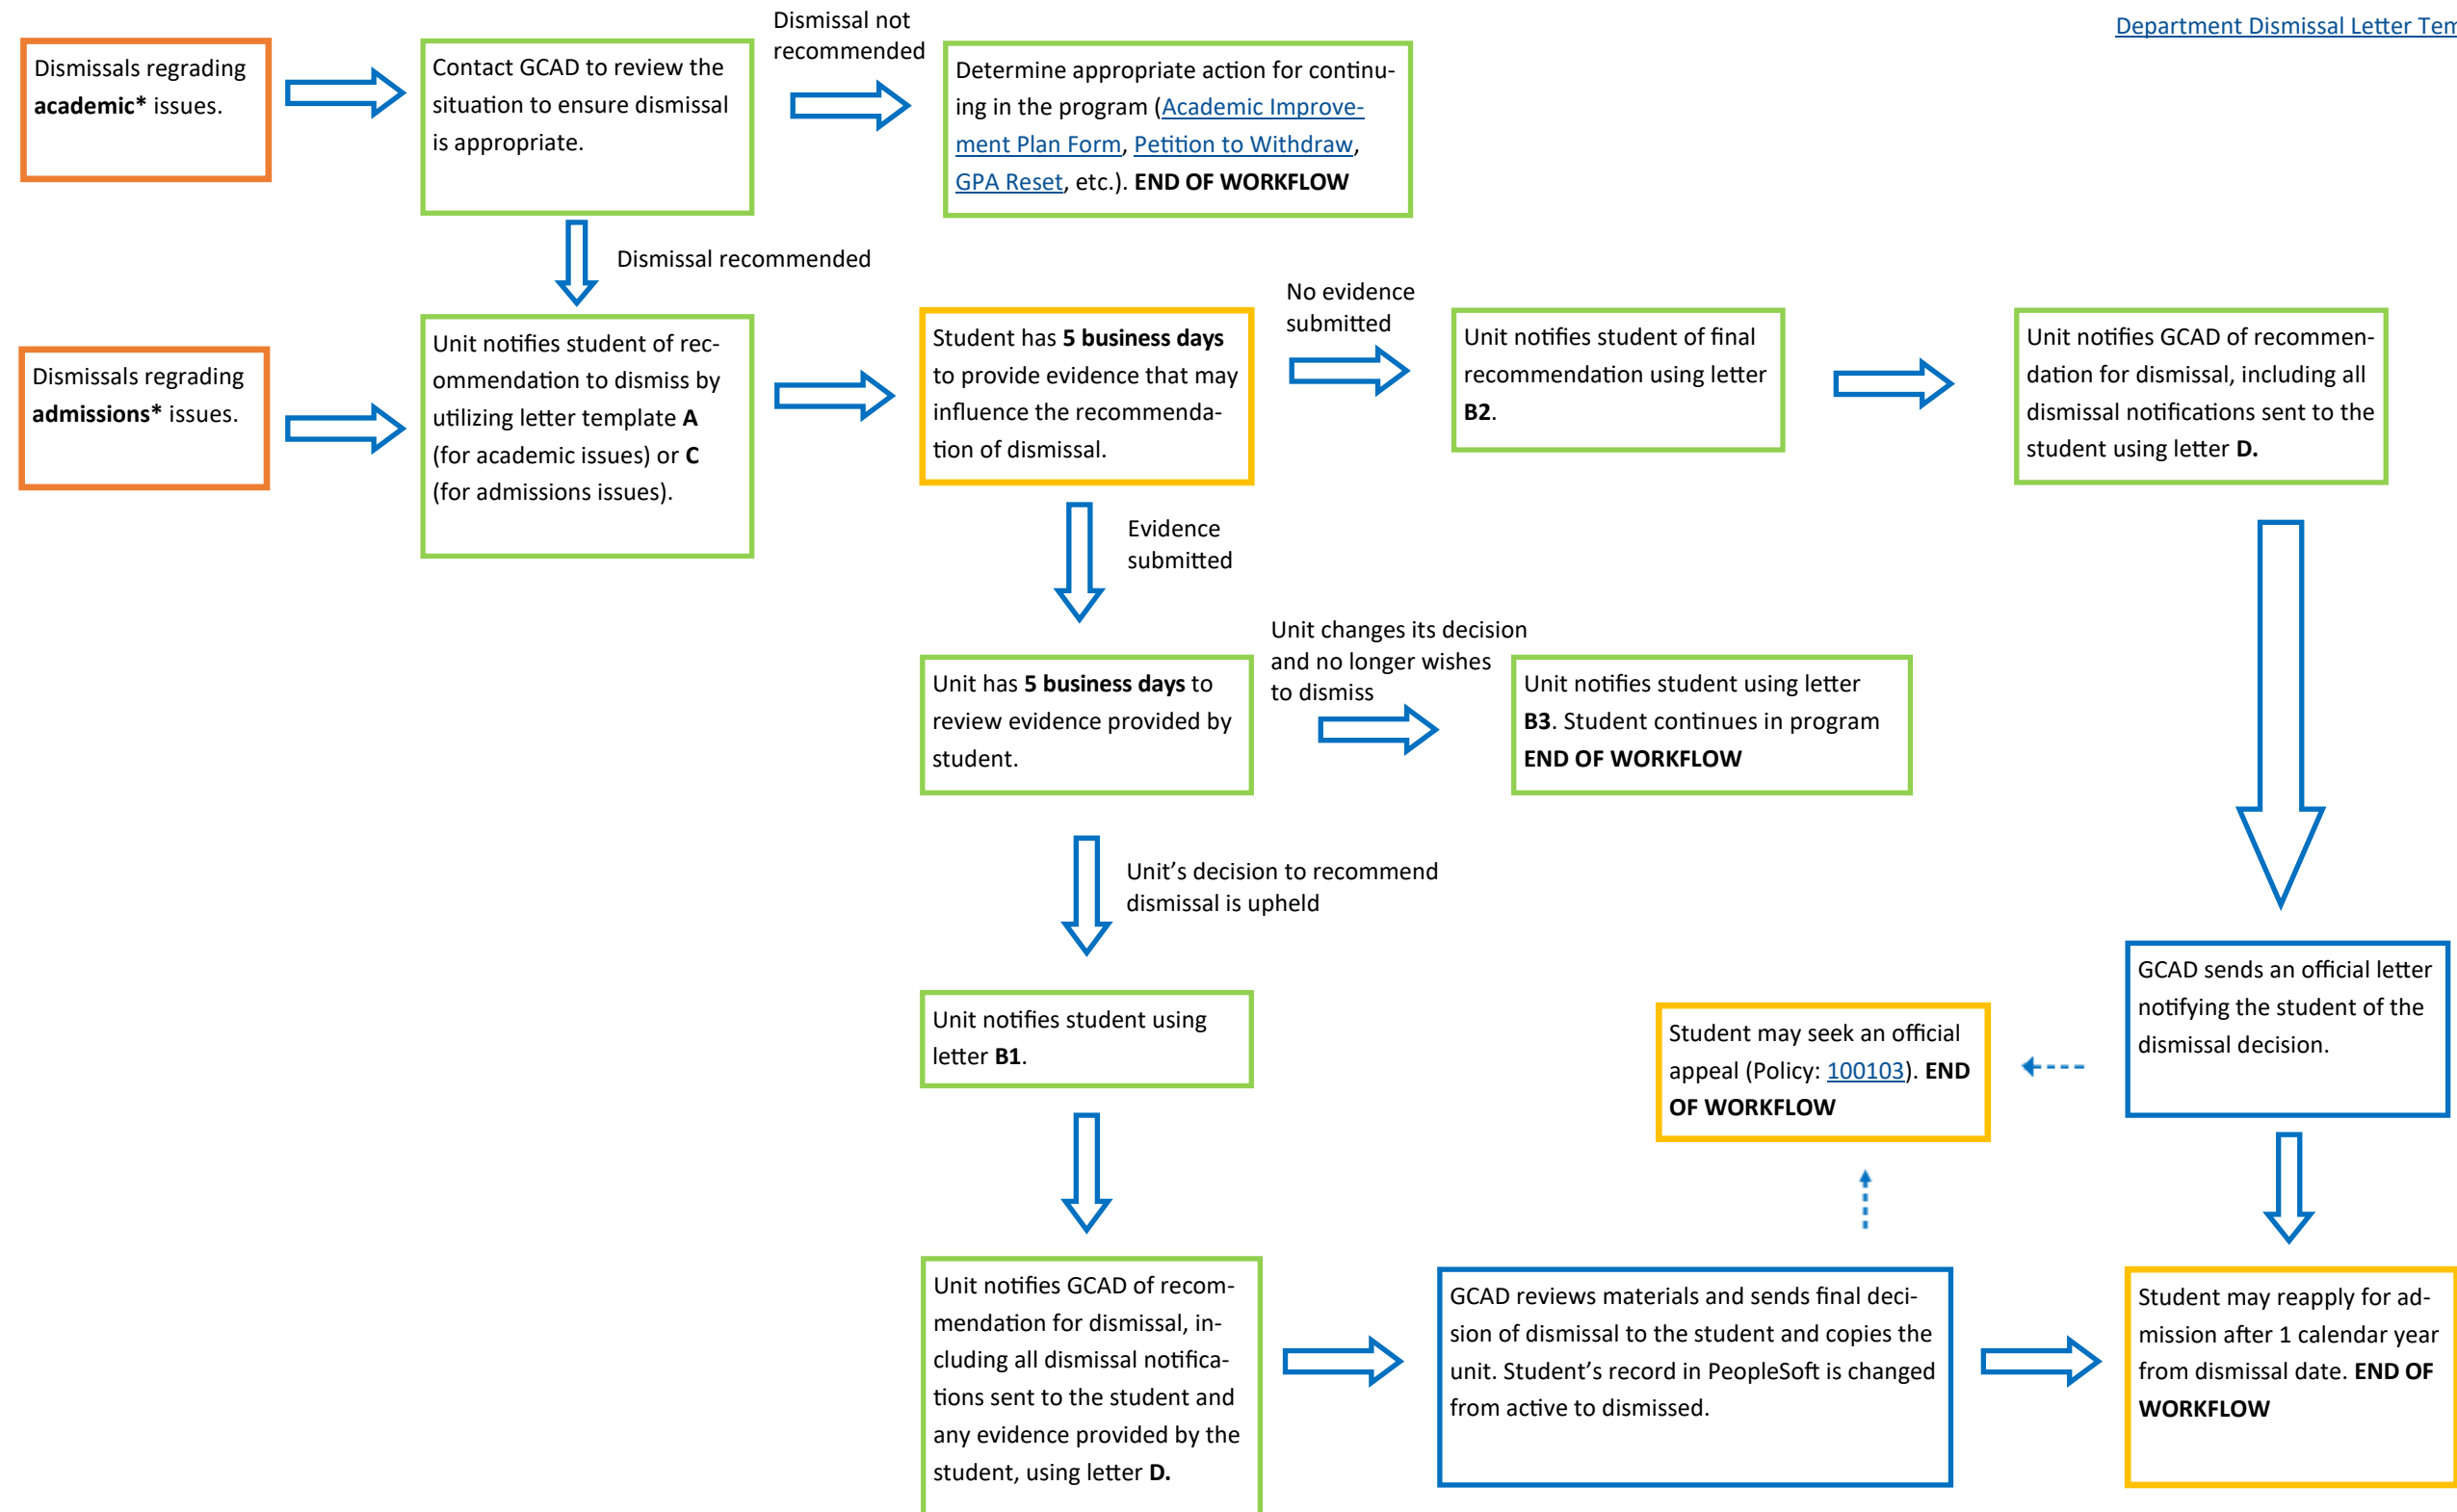 Department Dismissal Letter Tem
Dismissals regrading
academic* issues.
Contact GCAD to review the
situation to ensure dismissal
is appropriate.
Dismissal not
recommended
Determine appropriate action for continu-
ing in the program (Academic Improve-
ment Plan Form, Petition to Withdraw,
GPA Reset, etc.). END OF WORKFLOW
Dismissal recommended
Dismissals regrading
admissions* issues.
Unit notifies student of rec-
ommendation to dismiss by
utilizing letter template A
(for academic issues) or C
(for admissions issues).
Student has 5 business days
to provide evidence that may
influence the recommenda-
tion of dismissal.
No evidence
submitted
Unit notifies student of final
recommendation using letter
B2.
Unit notifies GCAD of recommen-
dation for dismissal, including all
dismissal notifications sent to the
student using letter D.
Evidence
submitted
Unit has 5 business days to
review evidence provided by
student.
Unit changes its decision
and no longer wishes
to dismiss
Unit notifies student using letter
B3. Student continues in program
END OF WORKFLOW
Unit's decision to recommend
dismissal is upheld
Unit notifies student using
letter B1.
Student may seek an official
appeal (Policy: 100103). END
OF WORKFLOW
GCAD sends an official letter
notifying the student of the
dismissal decision.
Unit notifies GCAD of recom-
mendation for dismissal, in-
cluding all dismissal notifica-
tions sent to the student and
any evidence provided by the
student, using letter D.
GCAD reviews materials and sends final deci-
sion of dismissal to the student and copies the
unit. Student's record in PeopleSoft is changed
from active to dismissed.
Student may reapply for ad-
mission after 1 calendar year
from dismissal date. END OF
WORKFLOW